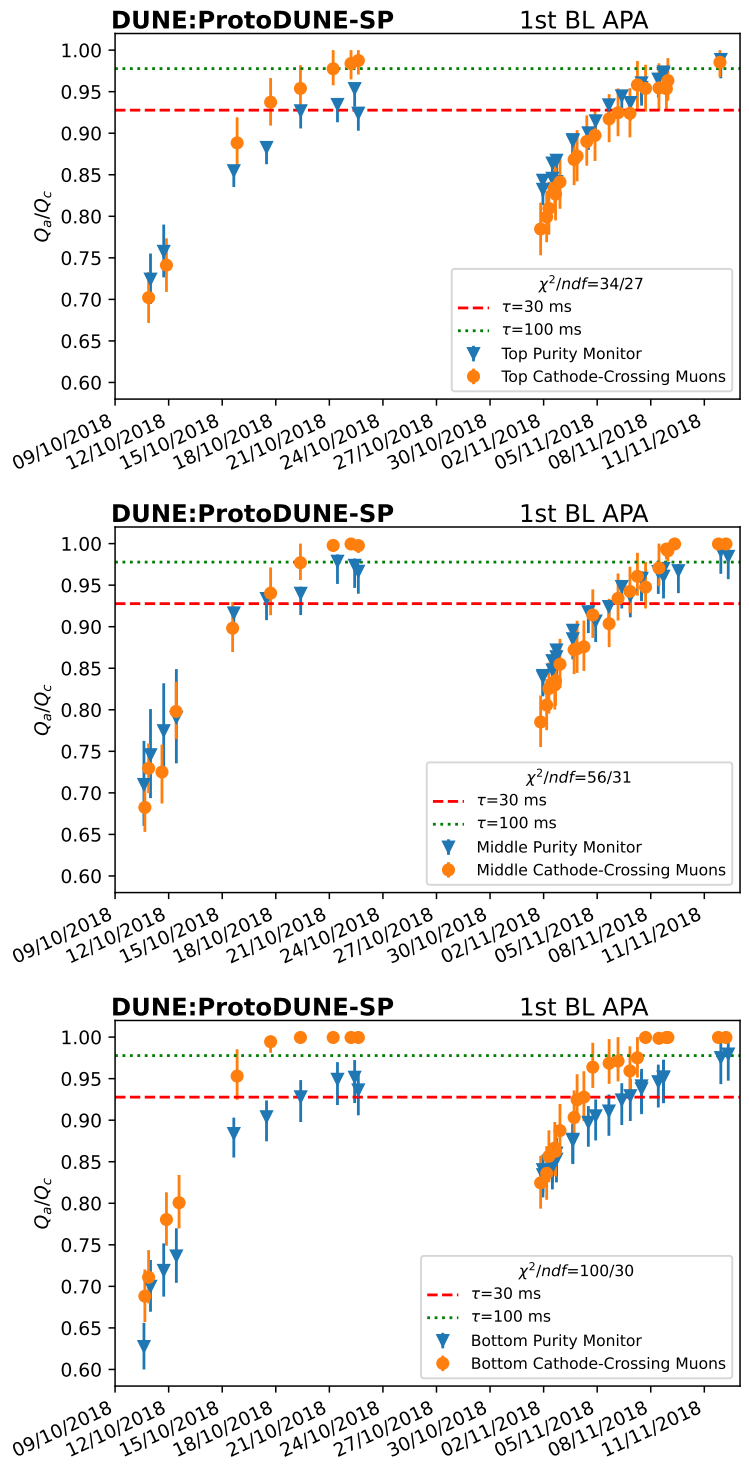 DUNE:ProtoDUNE-SP 1st BL APA
1.00
0.95
0.90
0.85
0.80
0.75
0.70
0.65
0.60
Qa/Qc
χ²/ndf=34/27
τ=30 ms
τ=100 ms
Top Purity Monitor
Top Cathode-Crossing Muons
09/10/2018 12/10/2018 15/10/2018 18/10/2018 21/10/2018 24/10/2018 27/10/2018 30/10/2018 02/11/2018 05/11/2018 08/11/2018 11/11/2018
DUNE:ProtoDUNE-SP 1st BL APA
1.00
0.95
0.90
0.85
0.80
0.75
0.70
0.65
0.60
Qa/Qc
χ²/ndf=56/31
τ=30 ms
τ=100 ms
Middle Purity Monitor
Middle Cathode-Crossing Muons
09/10/2018 12/10/2018 15/10/2018 18/10/2018 21/10/2018 24/10/2018 27/10/2018 30/10/2018 02/11/2018 05/11/2018 08/11/2018 11/11/2018
DUNE:ProtoDUNE-SP 1st BL APA
1.00
0.95
0.90
0.85
0.80
0.75
0.70
0.65
0.60
Qa/Qc
χ²/ndf=100/30
τ=30 ms
τ=100 ms
Bottom Purity Monitor
Bottom Cathode-Crossing Muons
09/10/2018 12/10/2018 15/10/2018 18/10/2018 21/10/2018 24/10/2018 27/10/2018 30/10/2018 02/11/2018 05/11/2018 08/11/2018 11/11/2018